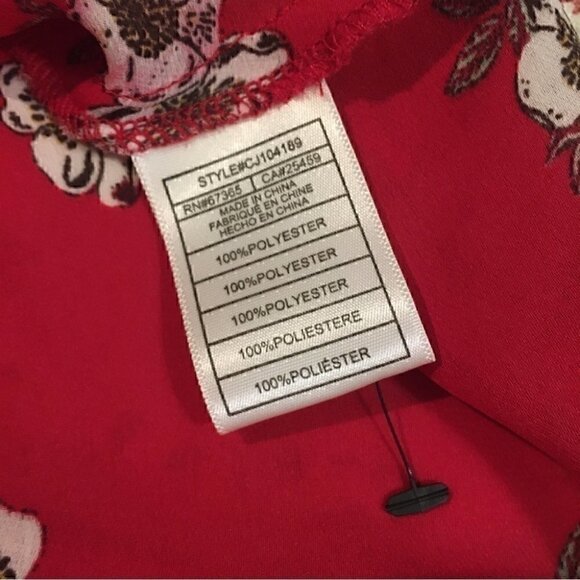 STYLE#CJ104189
RN#67365 CA#25459
MADE IN CHINA
FABRIQUÉ EN CHINE
HECHO EN CHINA
100%POLYESTER
100%POLYESTER
100%POLYESTER
100%POLIESTERE
100%POLIÉSTER